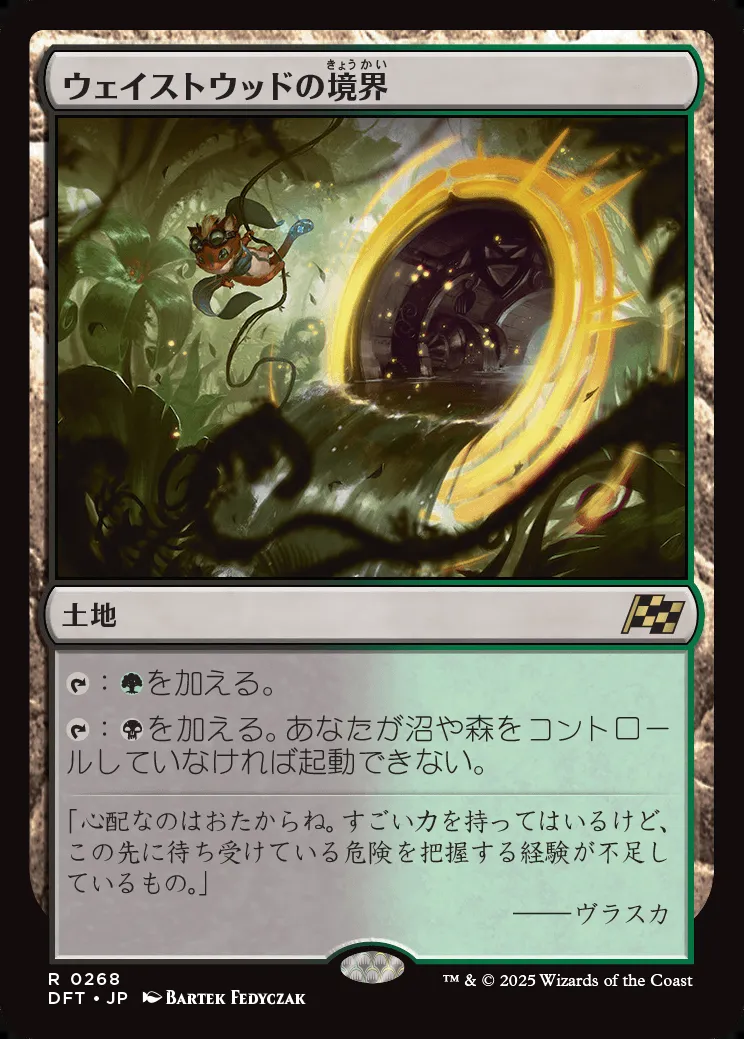 きょうかい
ウェイストウッドの境界
土地
：を加える。
：を加える。あなたが沼や森をコントロー
ルしていなければ起動できない。
「心配なのはおたからね。すごい力を持ってはいるけど、
この先に待ち受けている危険を把握する経験が不足し
ているもの。」
――ヴラスカ
R 0268
DFT • JP Bartek Fedyczak
™ & © 2025 Wizards of the Coast